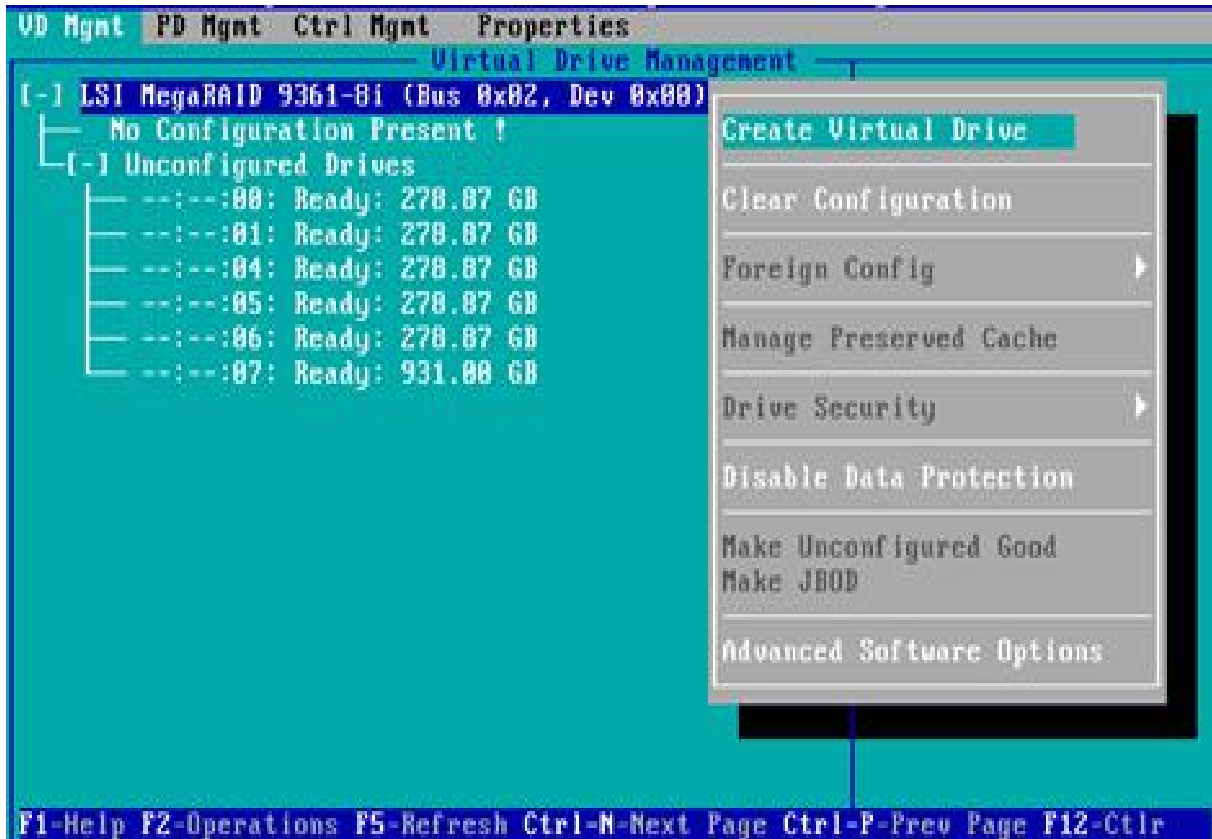 VD Mgmt PD Mgmt Ctrl Mgmt Properties
Virtual Drive Management
[-] LSI MegaRAID 9361-8i (Bus 0x02, Dev 0x00)
No Configuration Present !
[-] Unconfigured Drives
--:--:00: Ready: 278.87 GB
--:--:01: Ready: 278.87 GB
--:--:04: Ready: 278.87 GB
--:--:05: Ready: 278.87 GB
--:--:06: Ready: 278.87 GB
--:--:07: Ready: 931.00 GB
Create Virtual Drive
Clear Configuration
Foreign Config
Manage Preserved Cache
Drive Security
Disable Data Protection
Make Unconfigured Good
Make JBOD
Advanced Software Options
F1-Help F2-Operations F5-Refresh Ctrl-N-Next Page Ctrl-P-Prev Page F12-Ctlr